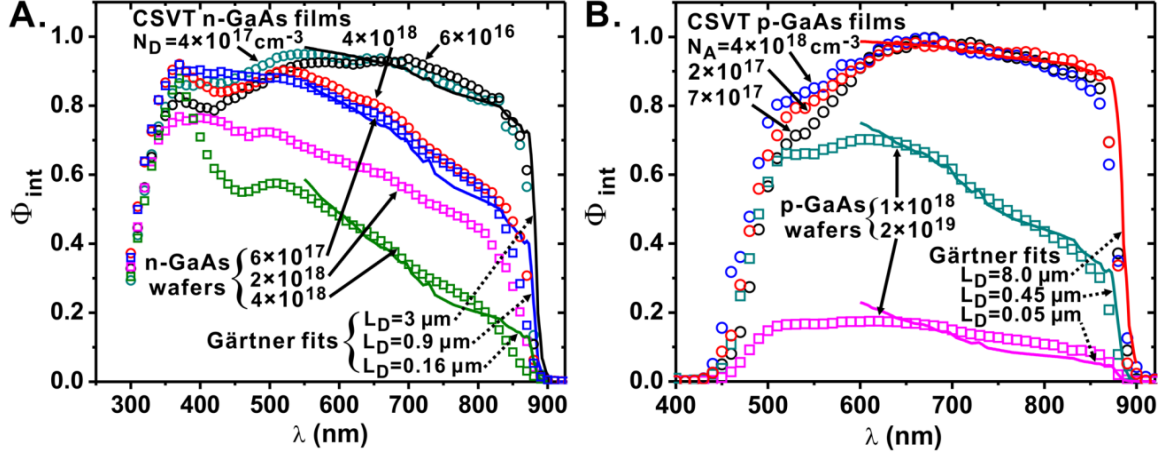 A.
CSVT n-GaAs films
N_D=4×10^17cm^-3
4×10^18
6×10^16
n-GaAs wafers
6×10^17
2×10^18
4×10^18
Gärtner fits
L_D=3 µm
L_D=0.9 µm
L_D=0.16 µm
Φ_int
1.0
0.8
0.6
0.4
0.2
0.0
300 400 500 600 700 800 900
λ (nm)
B.
CSVT p-GaAs films
N_A=4×10^18cm^-3
2×10^17
7×10^17
p-GaAs wafers
1×10^18
2×10^19
Gärtner fits
L_D=8.0 µm
L_D=0.45 µm
L_D=0.05 µm
Φ_int
1.0
0.8
0.6
0.4
0.2
0.0
400 500 600 700 800 900
λ (nm)